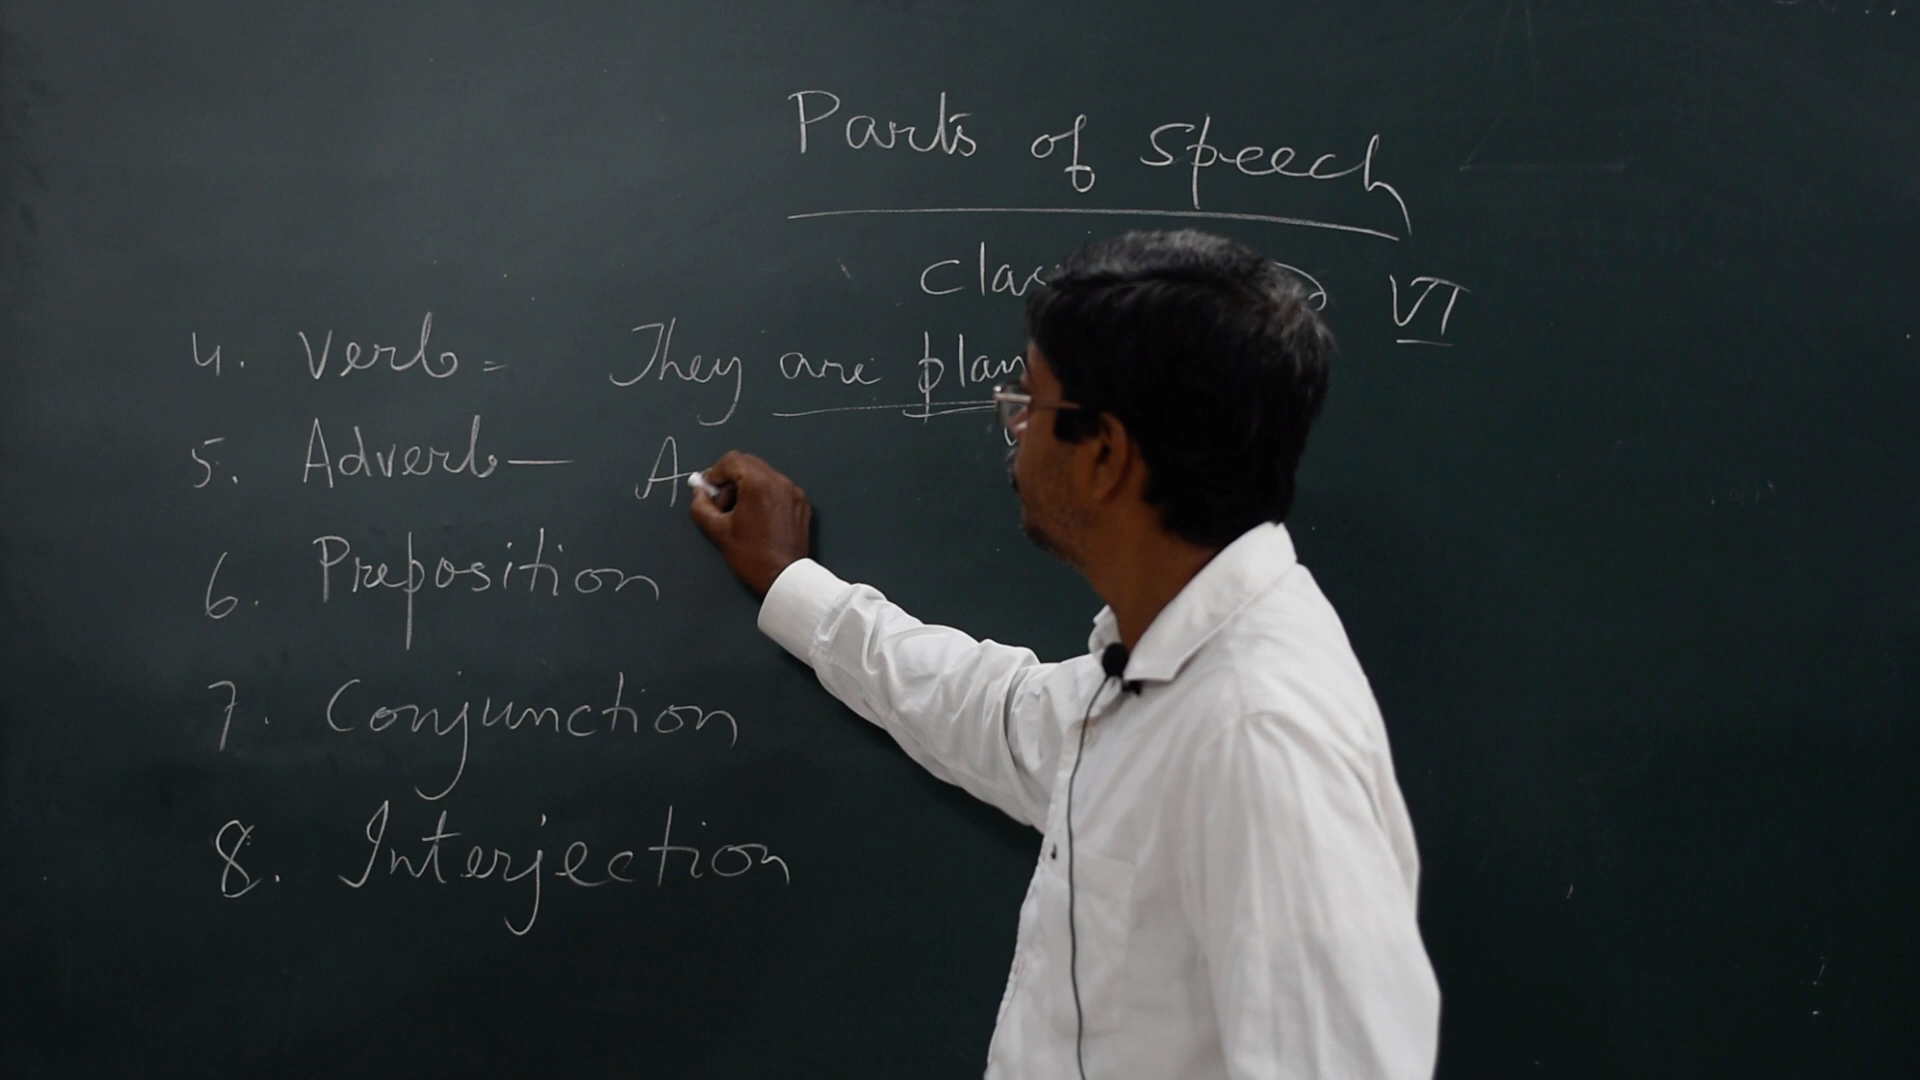 Parts of speech
VI
4. Verb = They are
5. Adverb —
6. Preposition
7. Conjunction
8. Interjection